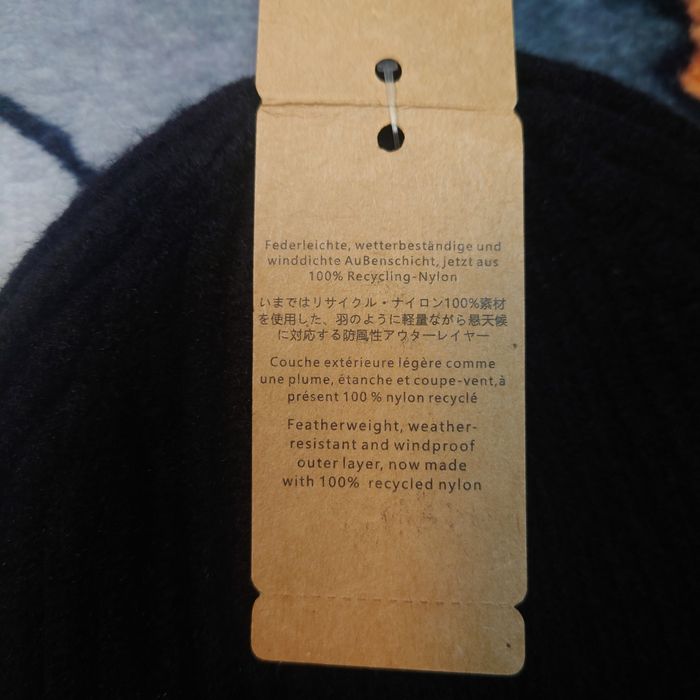 Federleichte, wetterbeständige und
winddichte AuBenschicht, jetzt aus
100% Recycling-Nylon
いまではリサイクル・ナイロン100%素材
を使用した、羽のように軽量ながら悬天候
に対応する防風性アウターレイヤー
Couche extérieure légère comme
une plume, étanche et coupe-vent,à
présent 100 % nylon recyclé
Featherweight, weather-
resistant and windproof
outer layer, now made
with 100% recycled nylon